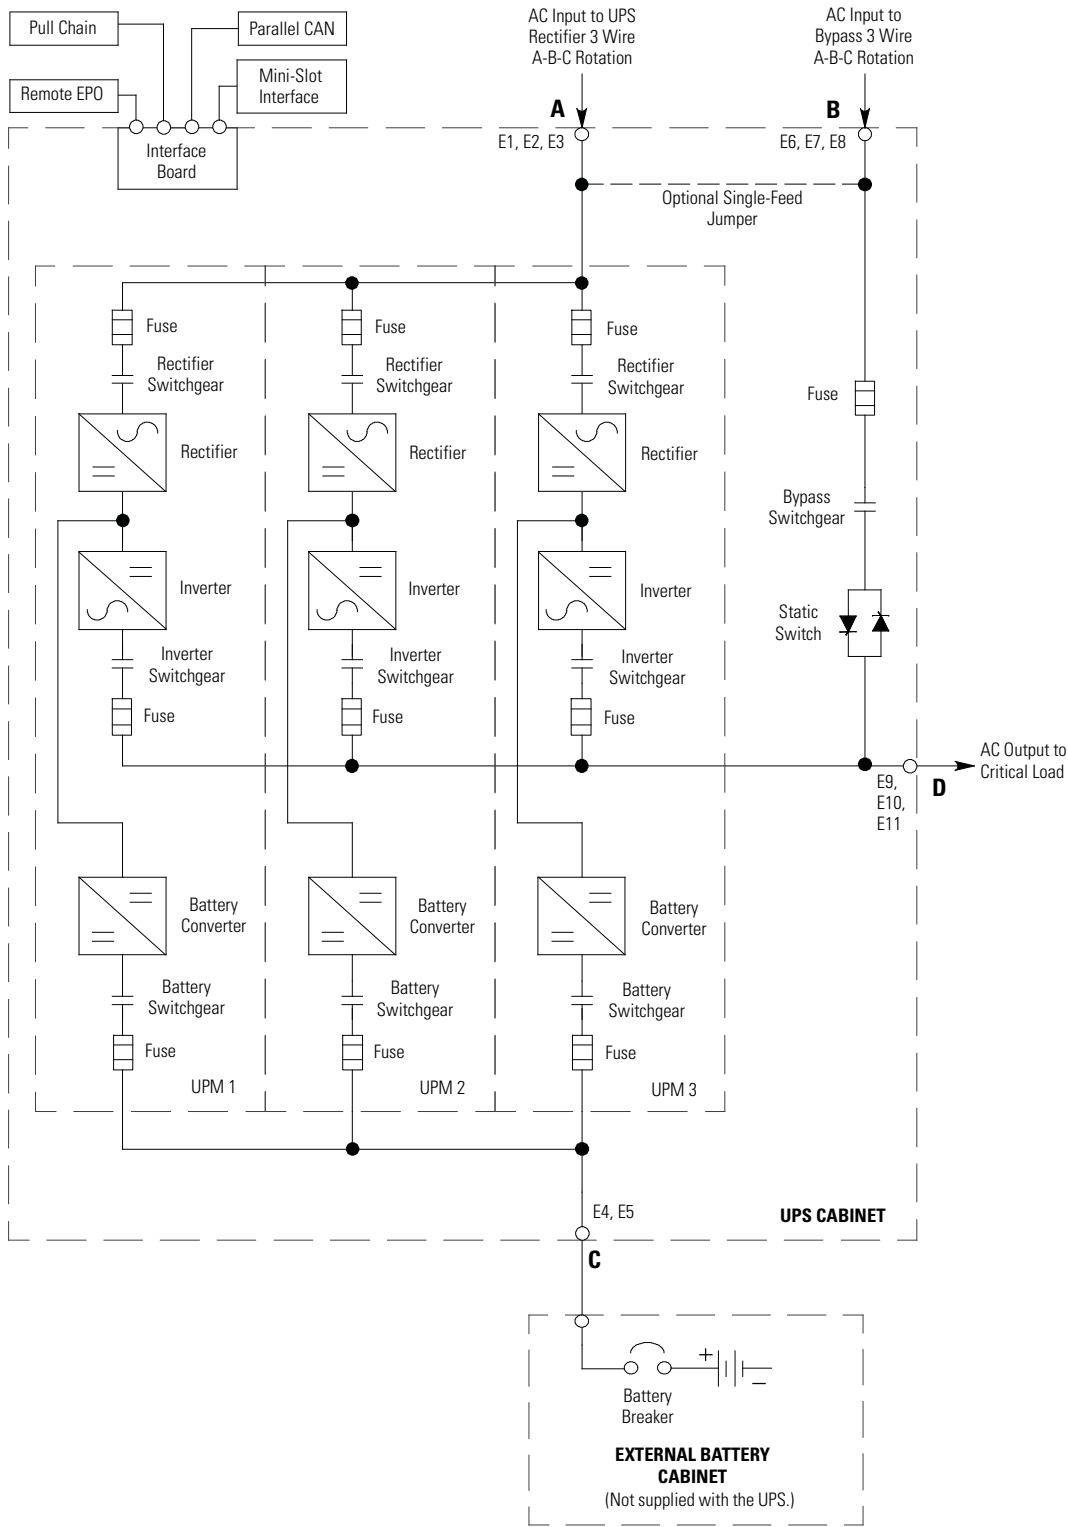 Pull Chain
Parallel CAN
Remote EPO
Mini-Slot
Interface
Interface
Board
AC Input to UPS
Rectifier 3 Wire
A-B-C Rotation
AC Input to
Bypass 3 Wire
A-B-C Rotation
A
B
E1, E2, E3
E6, E7, E8
Optional Single-Feed
Jumper
Fuse
Fuse
Fuse
Rectifier
Switchgear
Rectifier
Switchgear
Rectifier
Switchgear
Fuse
Rectifier
Rectifier
Rectifier
Bypass
Switchgear
Inverter
Inverter
Inverter
Static
Switch
Inverter
Switchgear
Inverter
Switchgear
Inverter
Switchgear
Fuse
Fuse
Fuse
AC Output to
Critical Load
E9,
E10,
E11
D
Battery
Converter
Battery
Converter
Battery
Converter
Battery
Switchgear
Battery
Switchgear
Battery
Switchgear
Fuse
Fuse
Fuse
UPM 1
UPM 2
UPM 3
E4, E5
UPS CABINET
C
+
−
Battery
Breaker
EXTERNAL BATTERY
CABINET
(Not supplied with the UPS.)